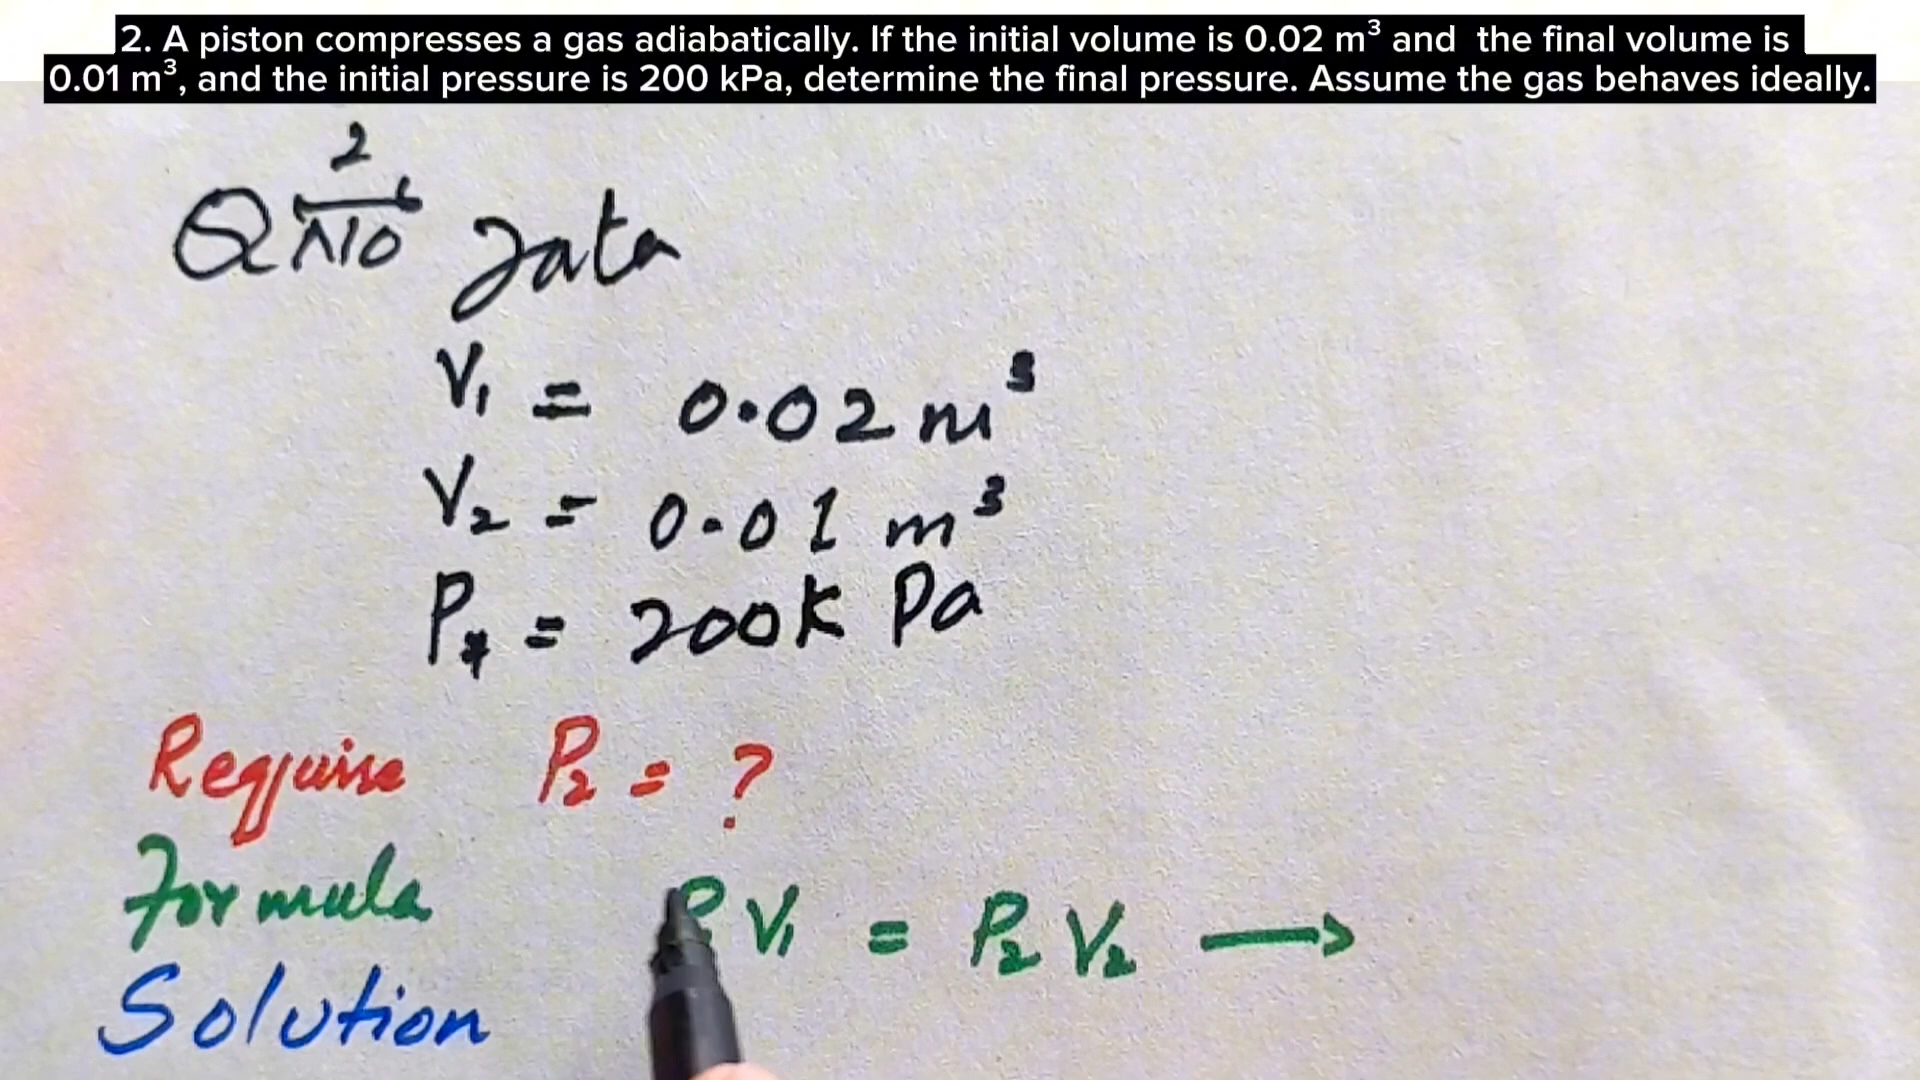 2. A piston compresses a gas adiabatically. If the initial volume is 0.02 m³ and the final volume is
0.01 m³, and the initial pressure is 200 kPa, determine the final pressure. Assume the gas behaves ideally.
Q 2/No Data
V₁ = 0.02 m³
V₂ = 0.01 m³
P₁ = 200 k Pa
Require P₂ = ?
Formula P V₁ = P₂ V₂ →
Solution